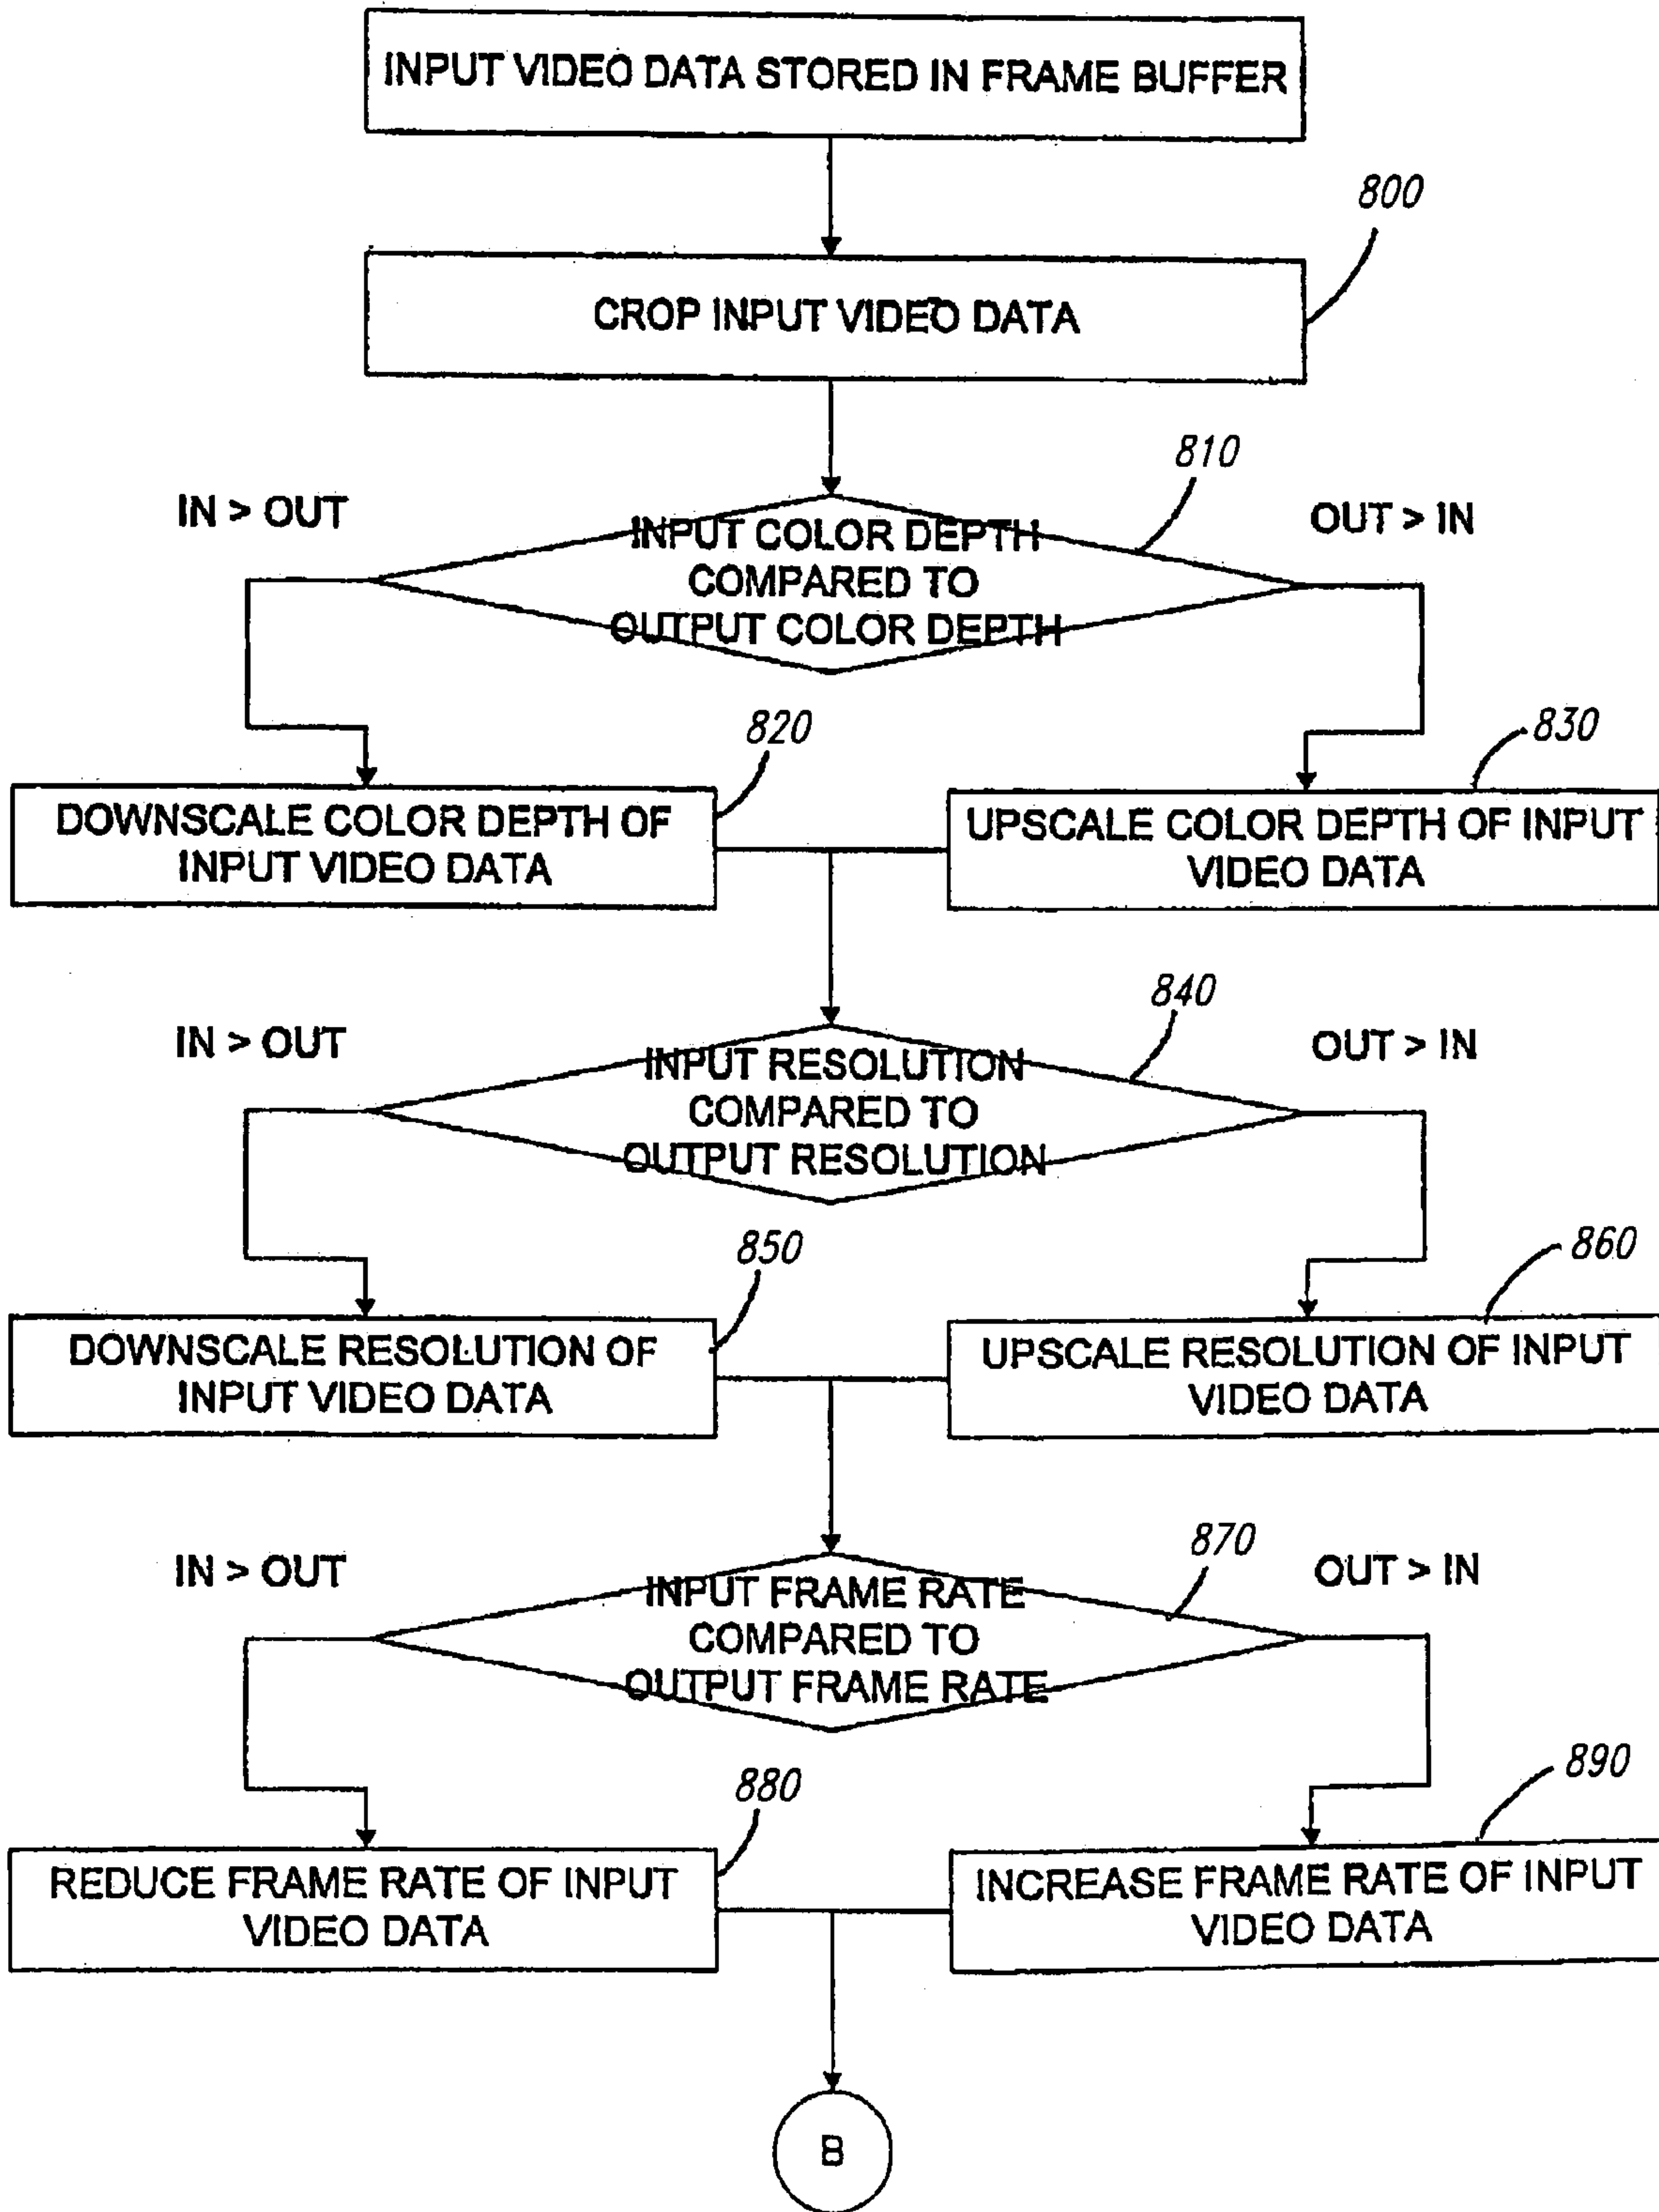 INPUT VIDEO DATA STORED IN FRAME BUFFER
800
CROP INPUT VIDEO DATA
810
IN > OUT
OUT > IN
INPUT COLOR DEPTH
COMPARED TO
OUTPUT COLOR DEPTH
820
830
DOWNSCALE COLOR DEPTH OF
INPUT VIDEO DATA
UPSCALE COLOR DEPTH OF INPUT
VIDEO DATA
840
IN > OUT
OUT > IN
INPUT RESOLUTION
COMPARED TO
OUTPUT RESOLUTION
850
860
DOWNSCALE RESOLUTION OF
INPUT VIDEO DATA
UPSCALE RESOLUTION OF INPUT
VIDEO DATA
870
IN > OUT
OUT > IN
INPUT FRAME RATE
COMPARED TO
OUTPUT FRAME RATE
880
890
REDUCE FRAME RATE OF INPUT
VIDEO DATA
INCREASE FRAME RATE OF INPUT
VIDEO DATA
B